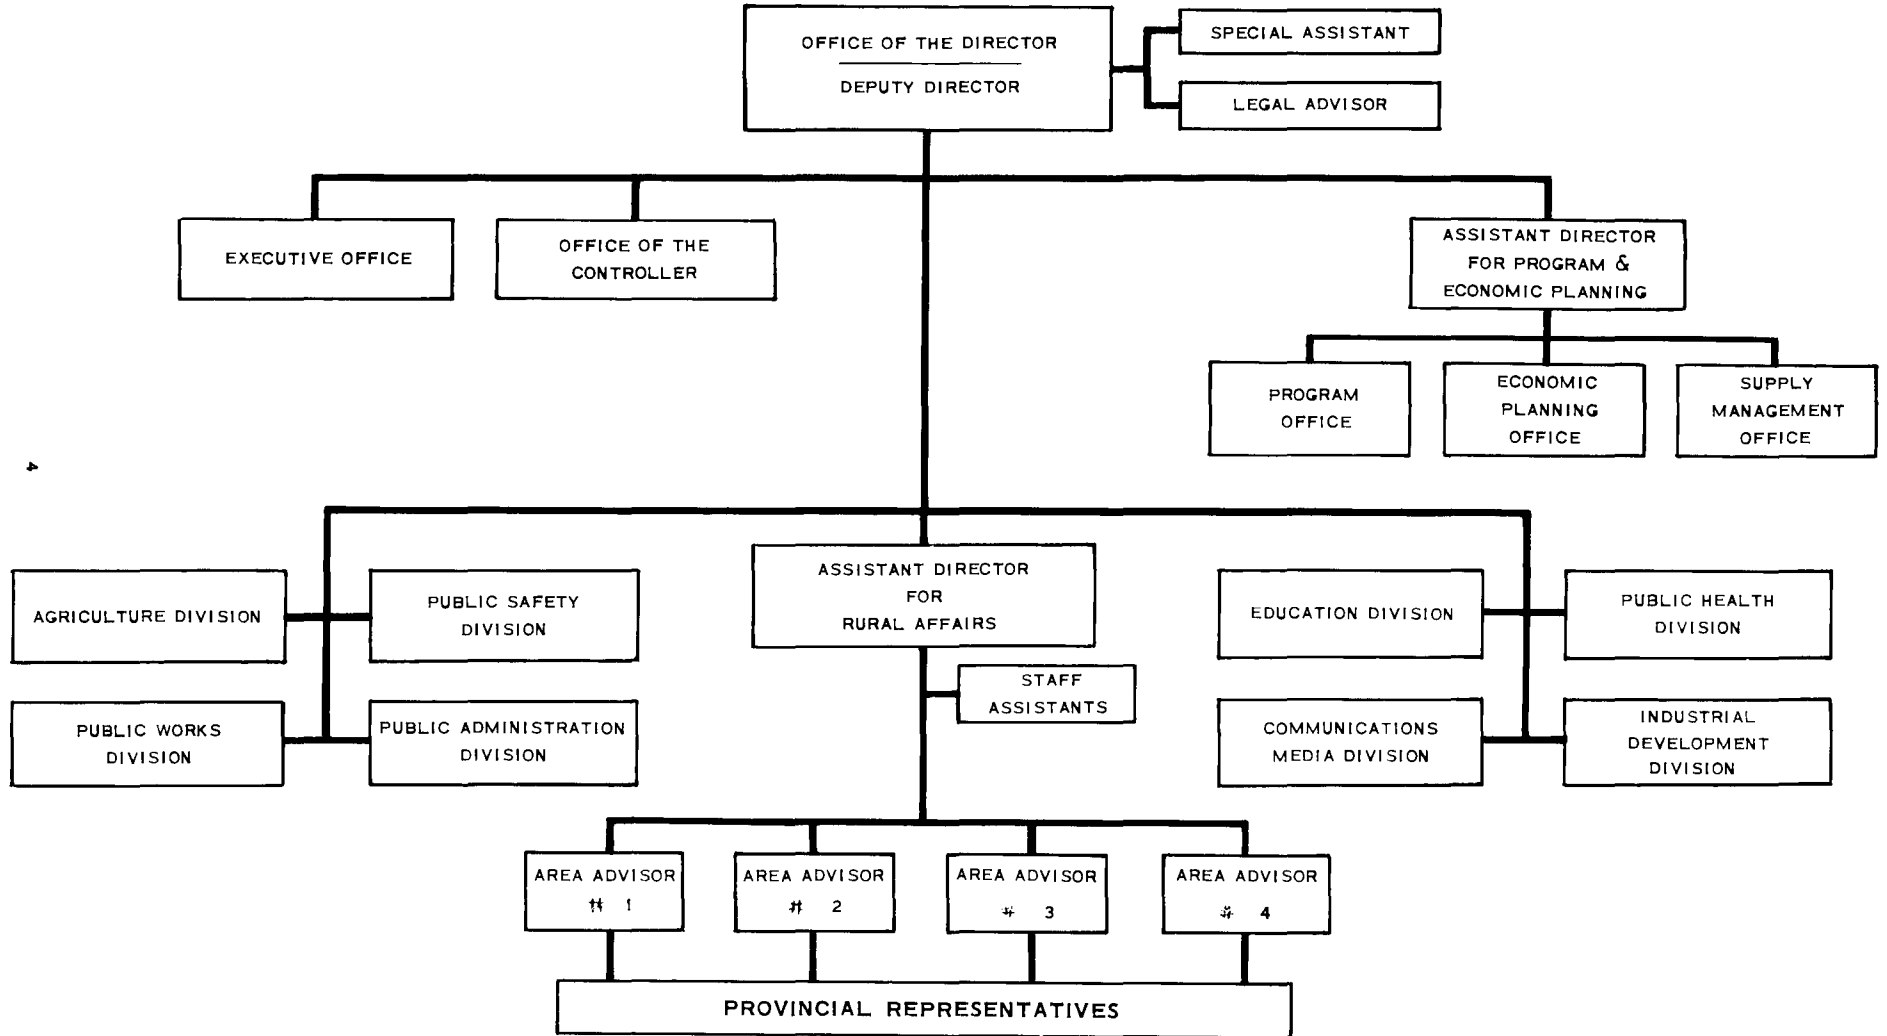 OFFICE OF THE DIRECTOR
DEPUTY DIRECTOR
SPECIAL ASSISTANT
LEGAL ADVISOR
EXECUTIVE OFFICE
OFFICE OF THE
CONTROLLER
ASSISTANT DIRECTOR
FOR PROGRAM &
ECONOMIC PLANNING
PROGRAM
OFFICE
ECONOMIC
PLANNING
OFFICE
SUPPLY
MANAGEMENT
OFFICE
4
AGRICULTURE DIVISION
PUBLIC SAFETY
DIVISION
PUBLIC WORKS
DIVISION
PUBLIC ADMINISTRATION
DIVISION
ASSISTANT DIRECTOR
FOR
RURAL AFFAIRS
STAFF
ASSISTANTS
EDUCATION DIVISION
PUBLIC HEALTH
DIVISION
COMMUNICATIONS
MEDIA DIVISION
INDUSTRIAL
DEVELOPMENT
DIVISION
AREA ADVISOR
# 1
AREA ADVISOR
# 2
AREA ADVISOR
# 3
AREA ADVISOR
# 4
PROVINCIAL REPRESENTATIVES